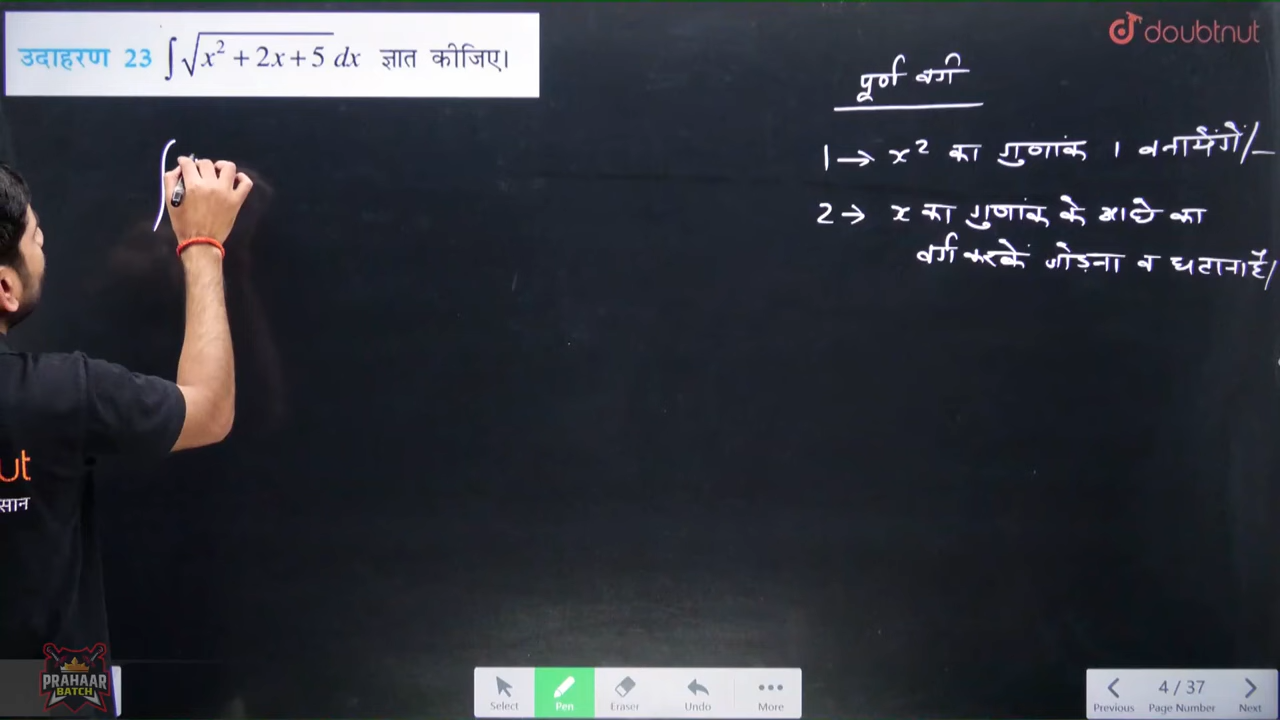 उदाहरण 23 ∫√x² + 2x + 5 dx ज्ञात कीजिए।
doubtnut
पूर्ण वर्ग
1 → x² का गुणांक 1 बनायेंगें/-
2 → x का गुणांक के आधे का
वर्ग करके जोड़ना व घटाना हैं/
∫
ut
सान
PRAHAAR
BATCH
Select
Pen
Eraser
Undo
More
4 / 37
Previous
Page Number
Next